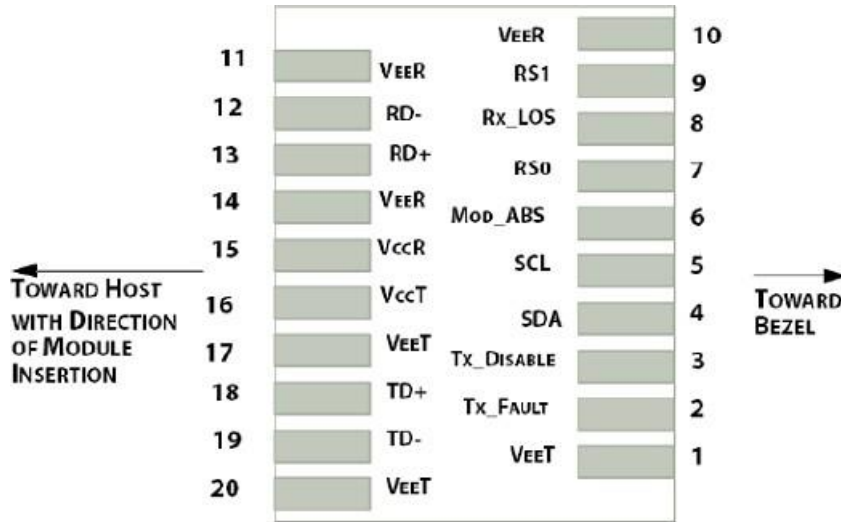 11 VEER
12 RD-
13 RD+
14 VEER
15 VCCR
16 VCCT
17 VEET
18 TD+
19 TD-
20 VEET
VEER 10
RS1 9
RX_LOS 8
RS0 7
MOD_ABS 6
SCL 5
SDA 4
TX_DISABLE 3
TX_FAULT 2
VEET 1
TOWARD HOST
WITH DIRECTION
OF MODULE
INSERTION
TOWARD
BEZEL